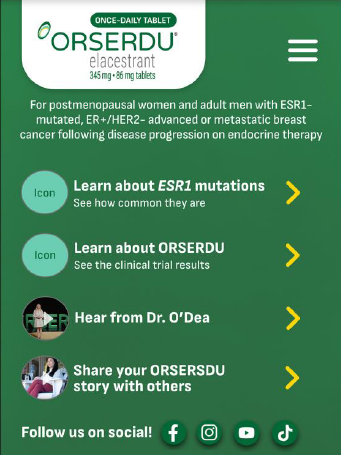 ONCE-DAILY TABLET
ORSERDU®
elacestrant
345 mg • 86 mg tablets
For postmenopausal women and adult men with ESR1-
mutated, ER+/HER2- advanced or metastatic breast
cancer following disease progression on endocrine therapy
Icon
Learn about ESR1 mutations
See how common they are
Icon
Learn about ORSERDU
See the clinical trial results
Hear from Dr. O’Dea
Share your ORSERSDU
story with others
Follow us on social!